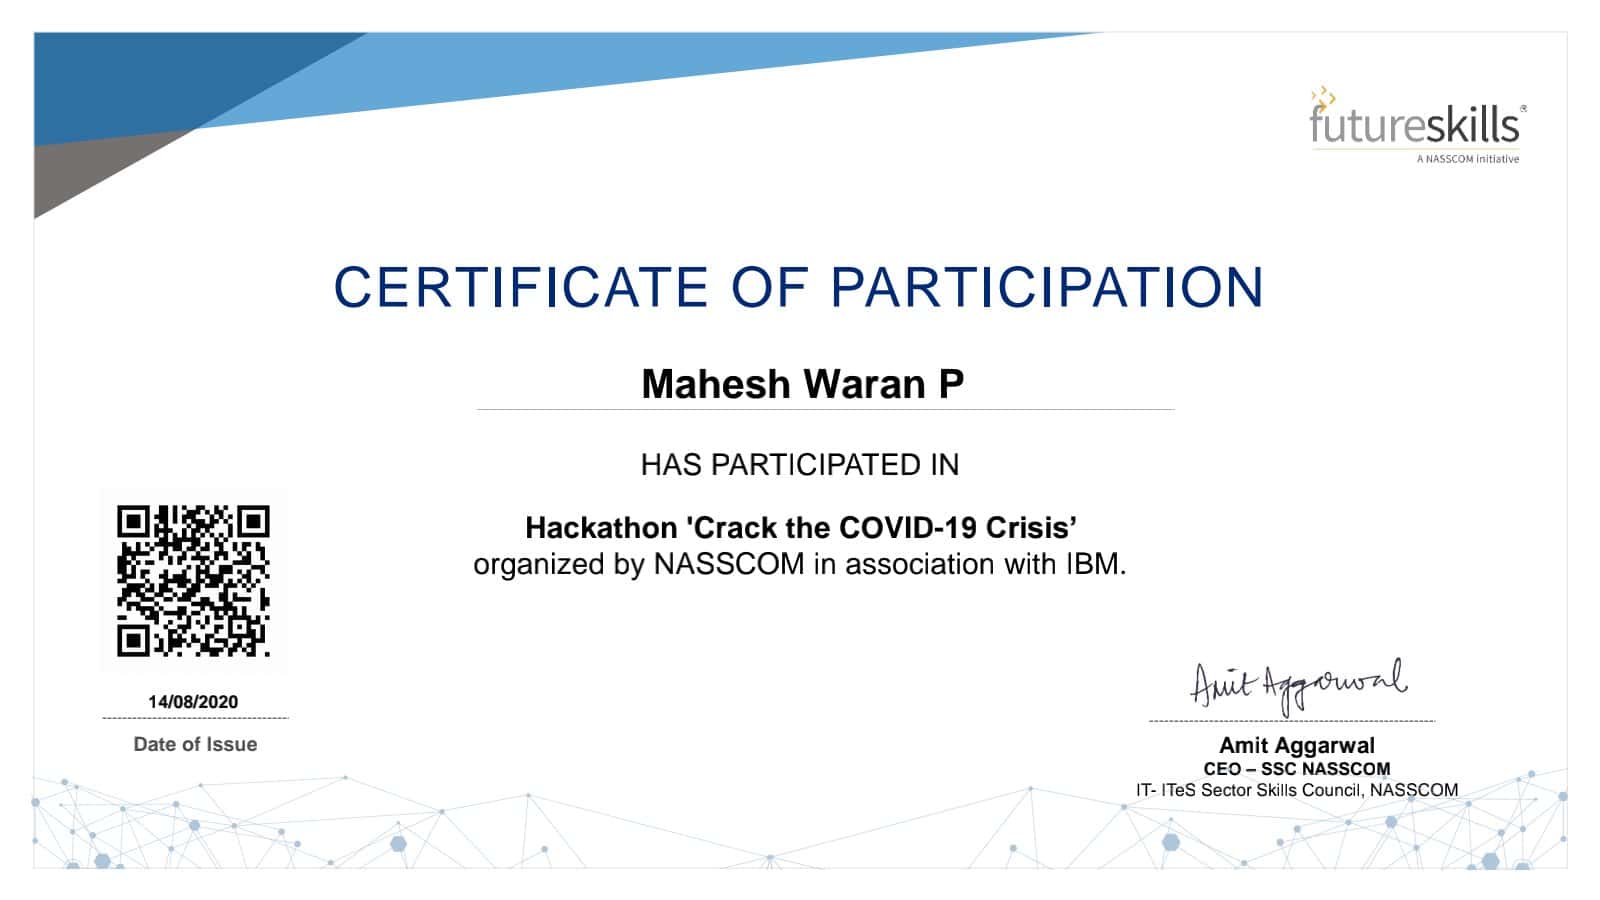 futureskills®
A NASSCOM initiative
CERTIFICATE OF PARTICIPATION
Mahesh Waran P
HAS PARTICIPATED IN
Hackathon 'Crack the COVID-19 Crisis’
organized by NASSCOM in association with IBM.
14/08/2020
Date of Issue
Amit Aggarwal
Amit Aggarwal
CEO – SSC NASSCOM
IT- ITeS Sector Skills Council, NASSCOM